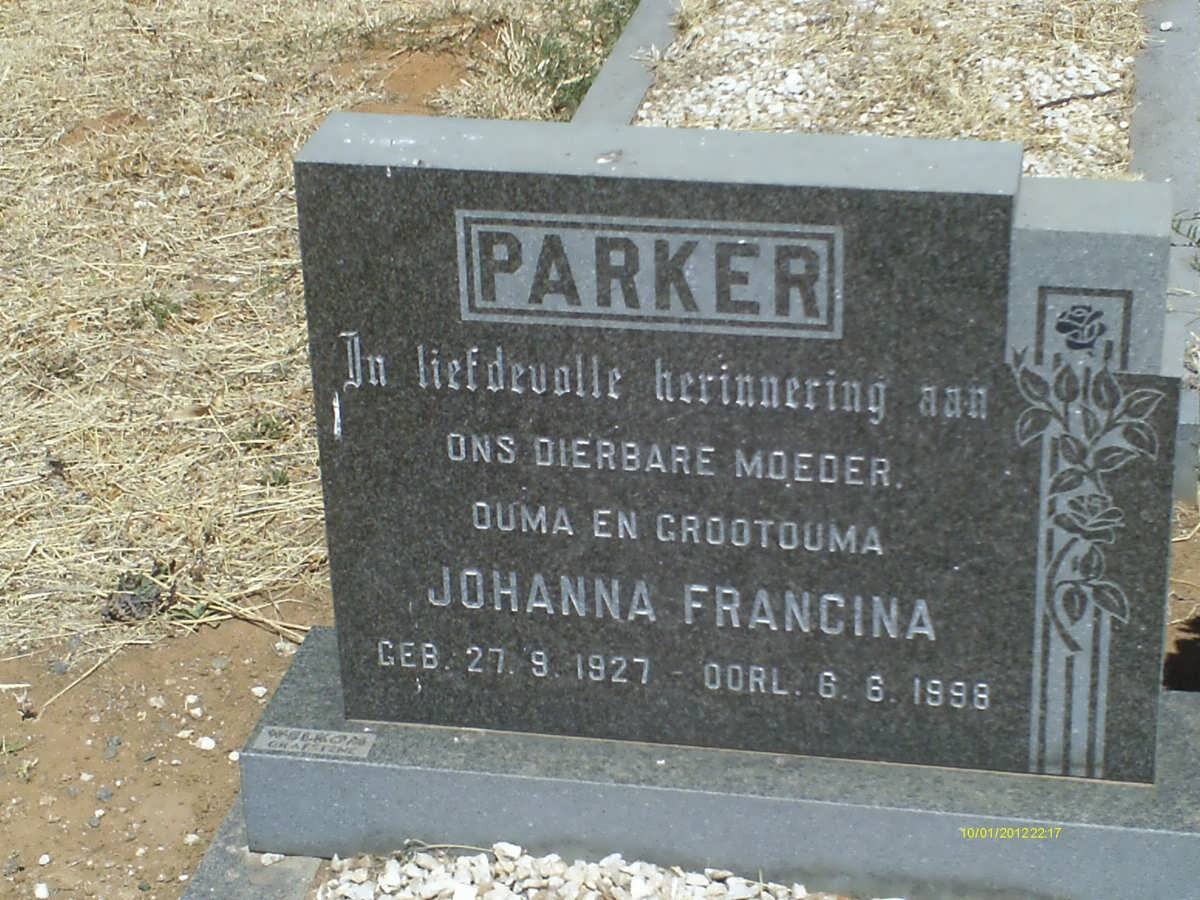 PARKER
In liefdevolle herinnering aan
ONS DIERBARE MOEDER,
OUMA EN GROOTOUMA
JOHANNA FRANCINA
GEB. 27. 9. 1927 - OORL. 6. 6. 1998
10/01/2012 22:17